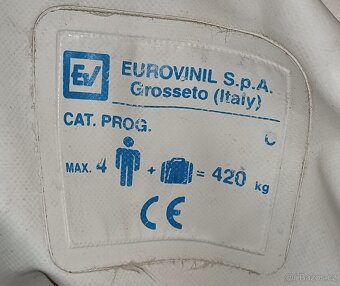 EV EUROVINIL S.p.A.
Grosseto (Italy)
CAT. PROG. C
MAX. 4 + = 420 kg
CE